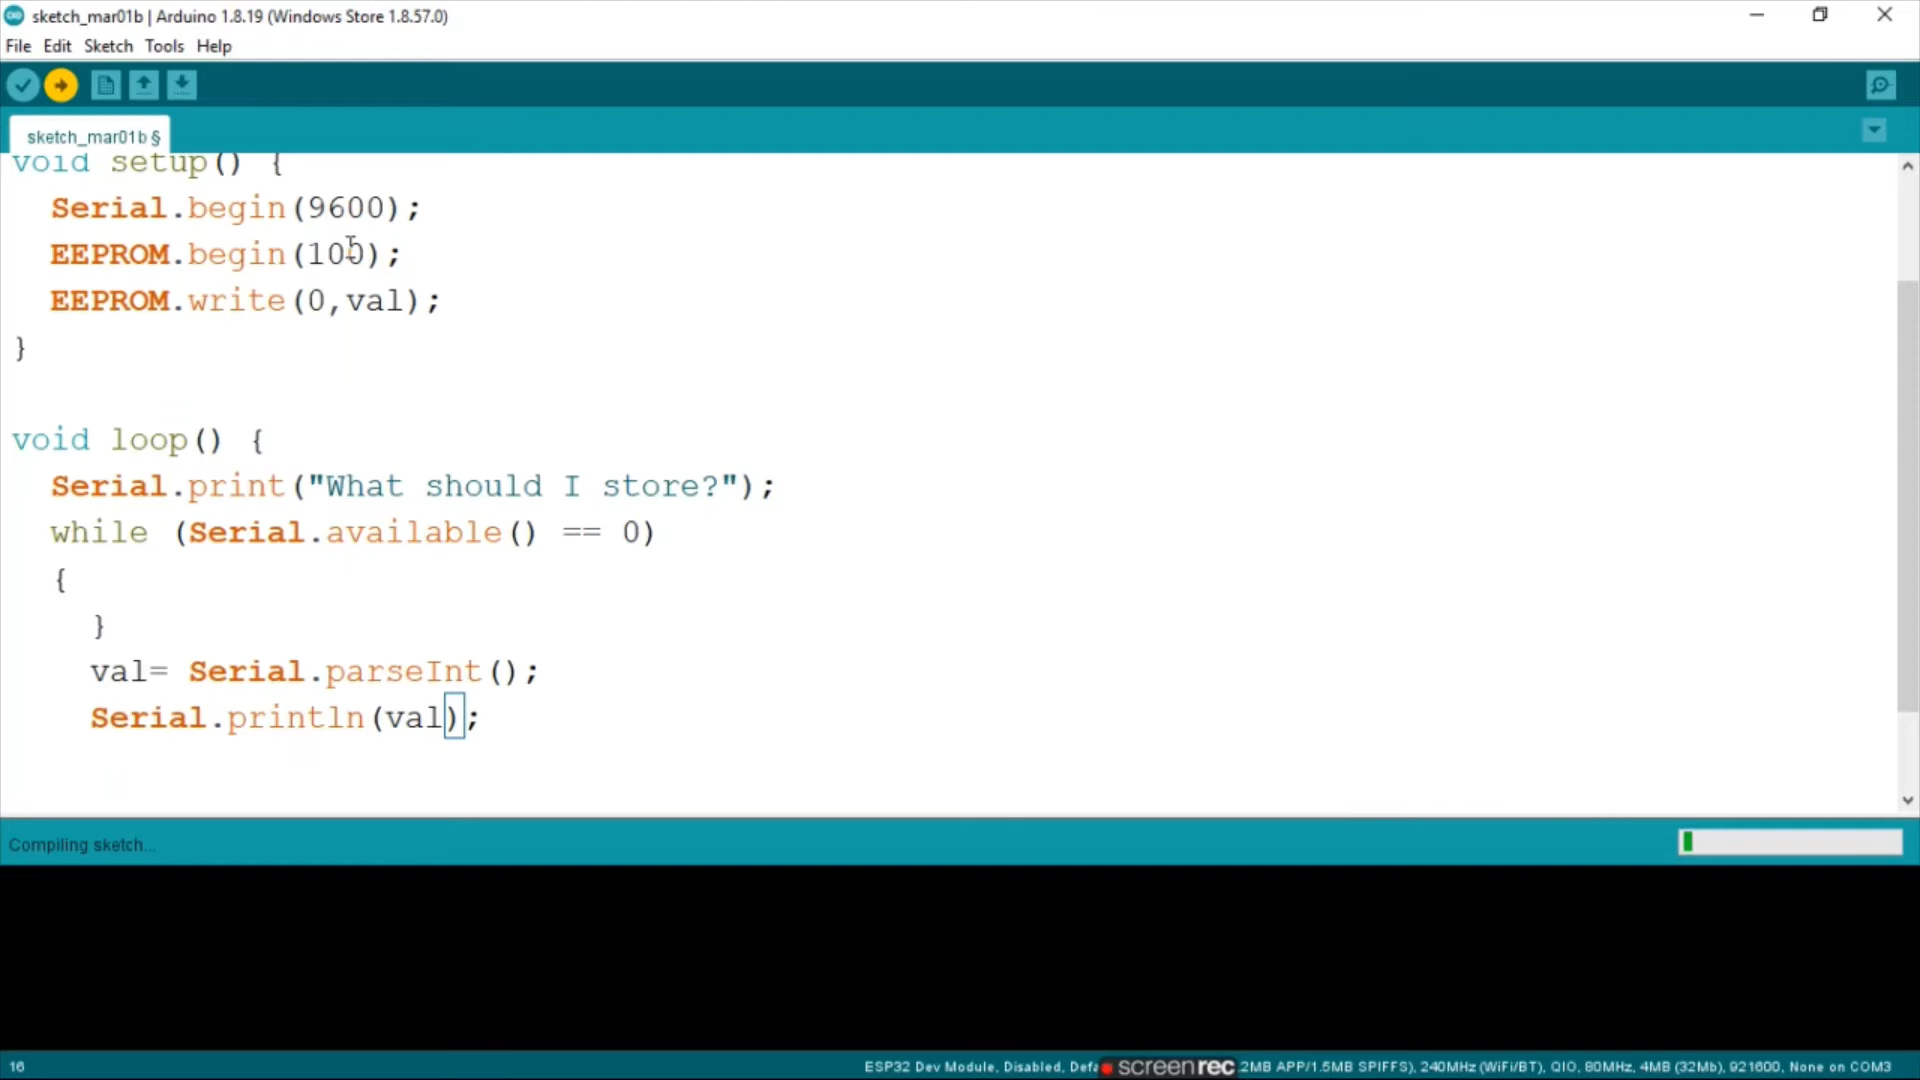 sketch_mar01b | Arduino 1.8.19 (Windows Store 1.8.57.0)
File Edit Sketch Tools Help
sketch_mar01b §
void setup() {
Serial.begin(9600);
EEPROM.begin(100);
EEPROM.write(0,val);
}
void loop() {
Serial.print("What should I store?");
while (Serial.available() == 0)
{
}
val= Serial.parseInt();
Serial.println(val);
Compiling sketch...
16
ESP32 Dev Module, Disabled, Defa
screenrec
2MB APP/1.5MB SPIFFS), 240MHz (WiFi/BT), QIO, 80MHz, 4MB (32Mb), 921600, None on COM3